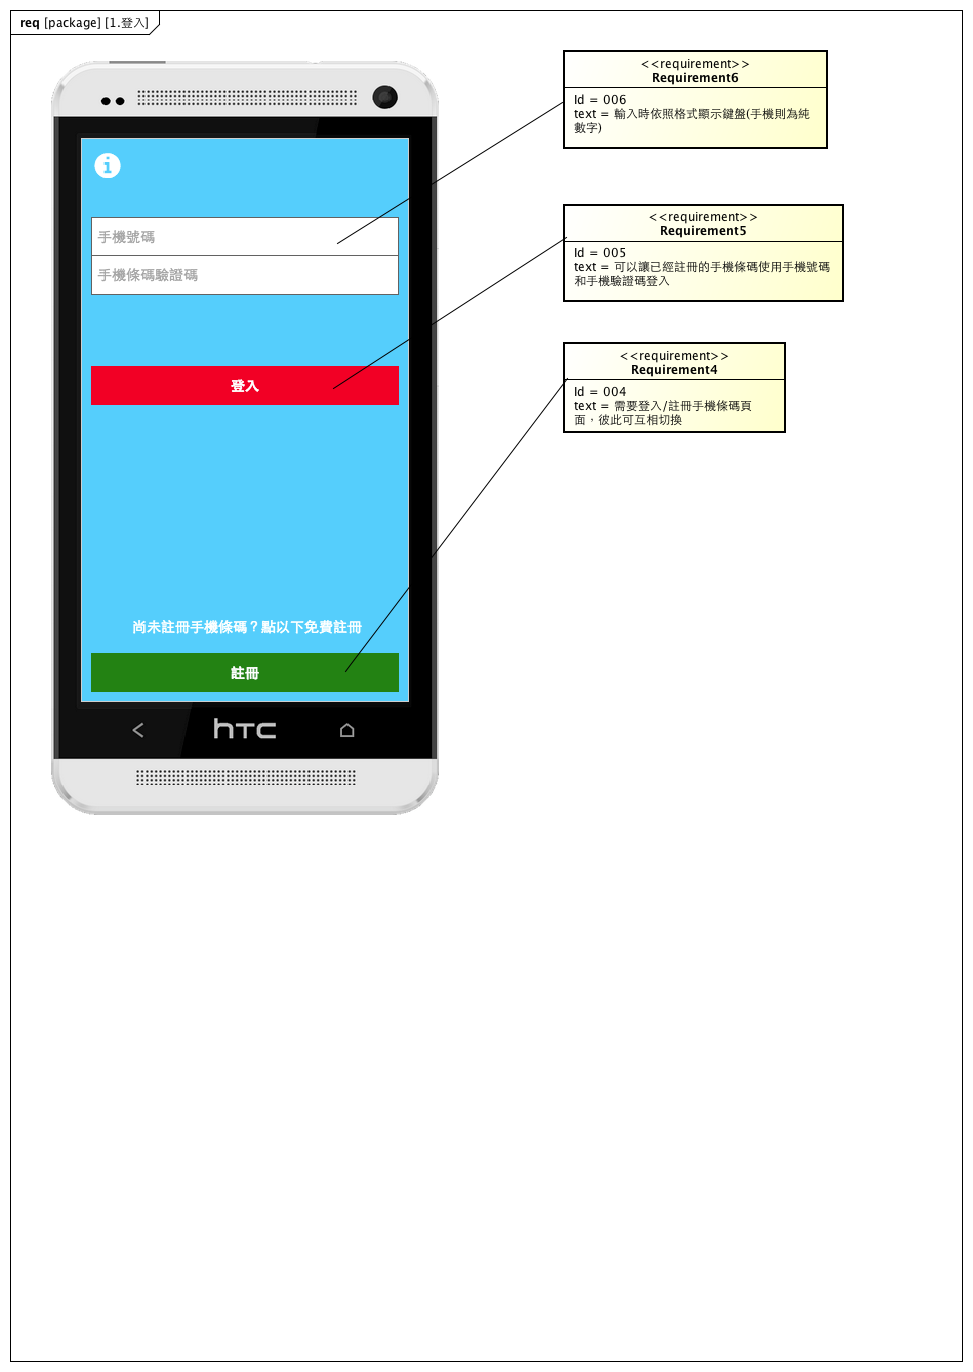 req [package] [1.登入]
手機號碼
手機條碼驗證碼
登入
尚未註冊手機條碼？點以下免費註冊
註冊
hTC
<<requirement>>
Requirement6
Id = 006
text = 輸入時依照格式顯示鍵盤(手機則為純
數字)
<<requirement>>
Requirement5
Id = 005
text = 可以讓已經註冊的手機條碼使用手機號碼
和手機驗證碼登入
<<requirement>>
Requirement4
Id = 004
text = 需要登入/註冊手機條碼頁
面，彼此可互相切換